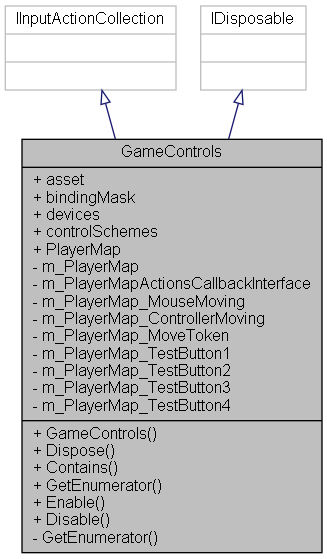 IInputActionCollection
IDisposable
GameControls
+ asset
+ bindingMask
+ devices
+ controlSchemes
+ PlayerMap
- m_PlayerMap
- m_PlayerMapActionsCallbackInterface
- m_PlayerMap_MouseMoving
- m_PlayerMap_ControllerMoving
- m_PlayerMap_MoveToken
- m_PlayerMap_TestButton1
- m_PlayerMap_TestButton2
- m_PlayerMap_TestButton3
- m_PlayerMap_TestButton4
+ GameControls()
+ Dispose()
+ Contains()
+ GetEnumerator()
+ Enable()
+ Disable()
- GetEnumerator()